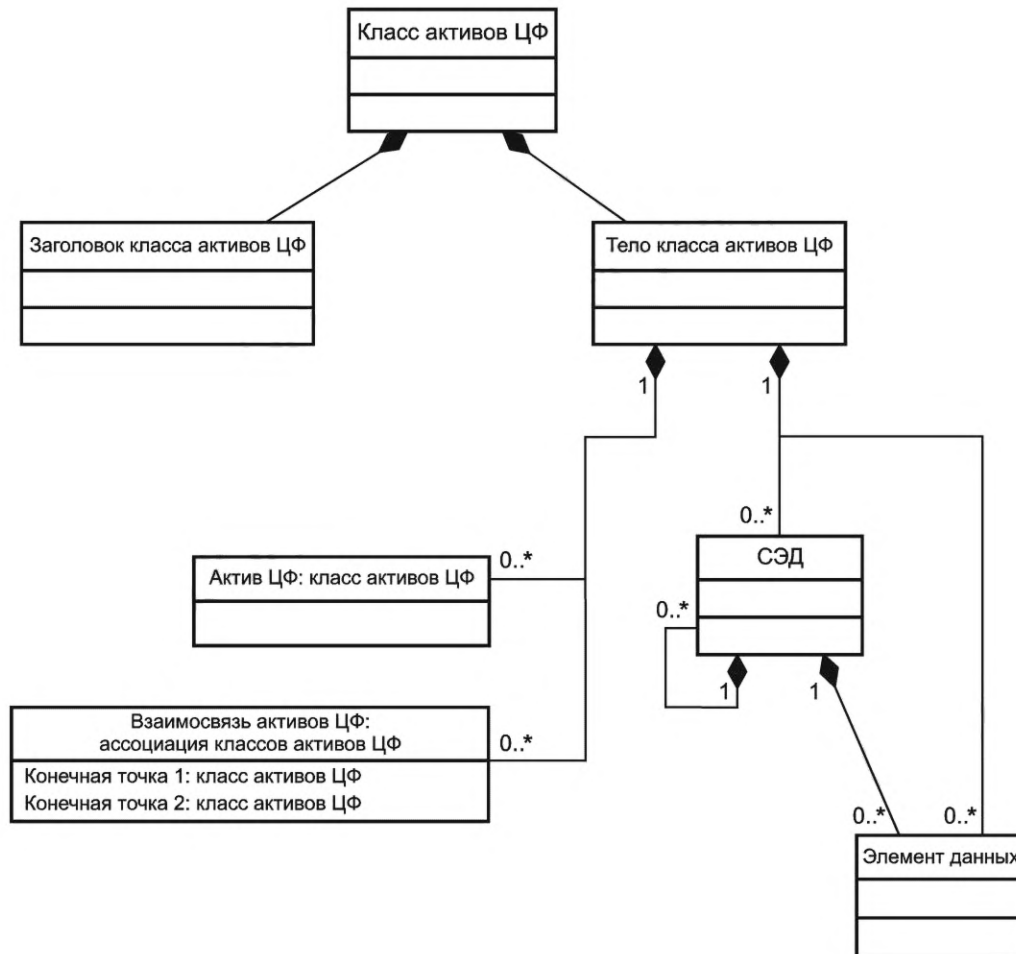 Класс активов ЦФ
Заголовок класса активов ЦФ
Тело класса активов ЦФ
1
1
0..*
СЭД
0..*
Актив ЦФ: класс активов ЦФ
0..*
1
1
Взаимосвязь активов ЦФ:
ассоциация классов активов ЦФ
0..*
Конечная точка 1: класс активов ЦФ
Конечная точка 2: класс активов ЦФ
0..*
0..*
Элемент данных